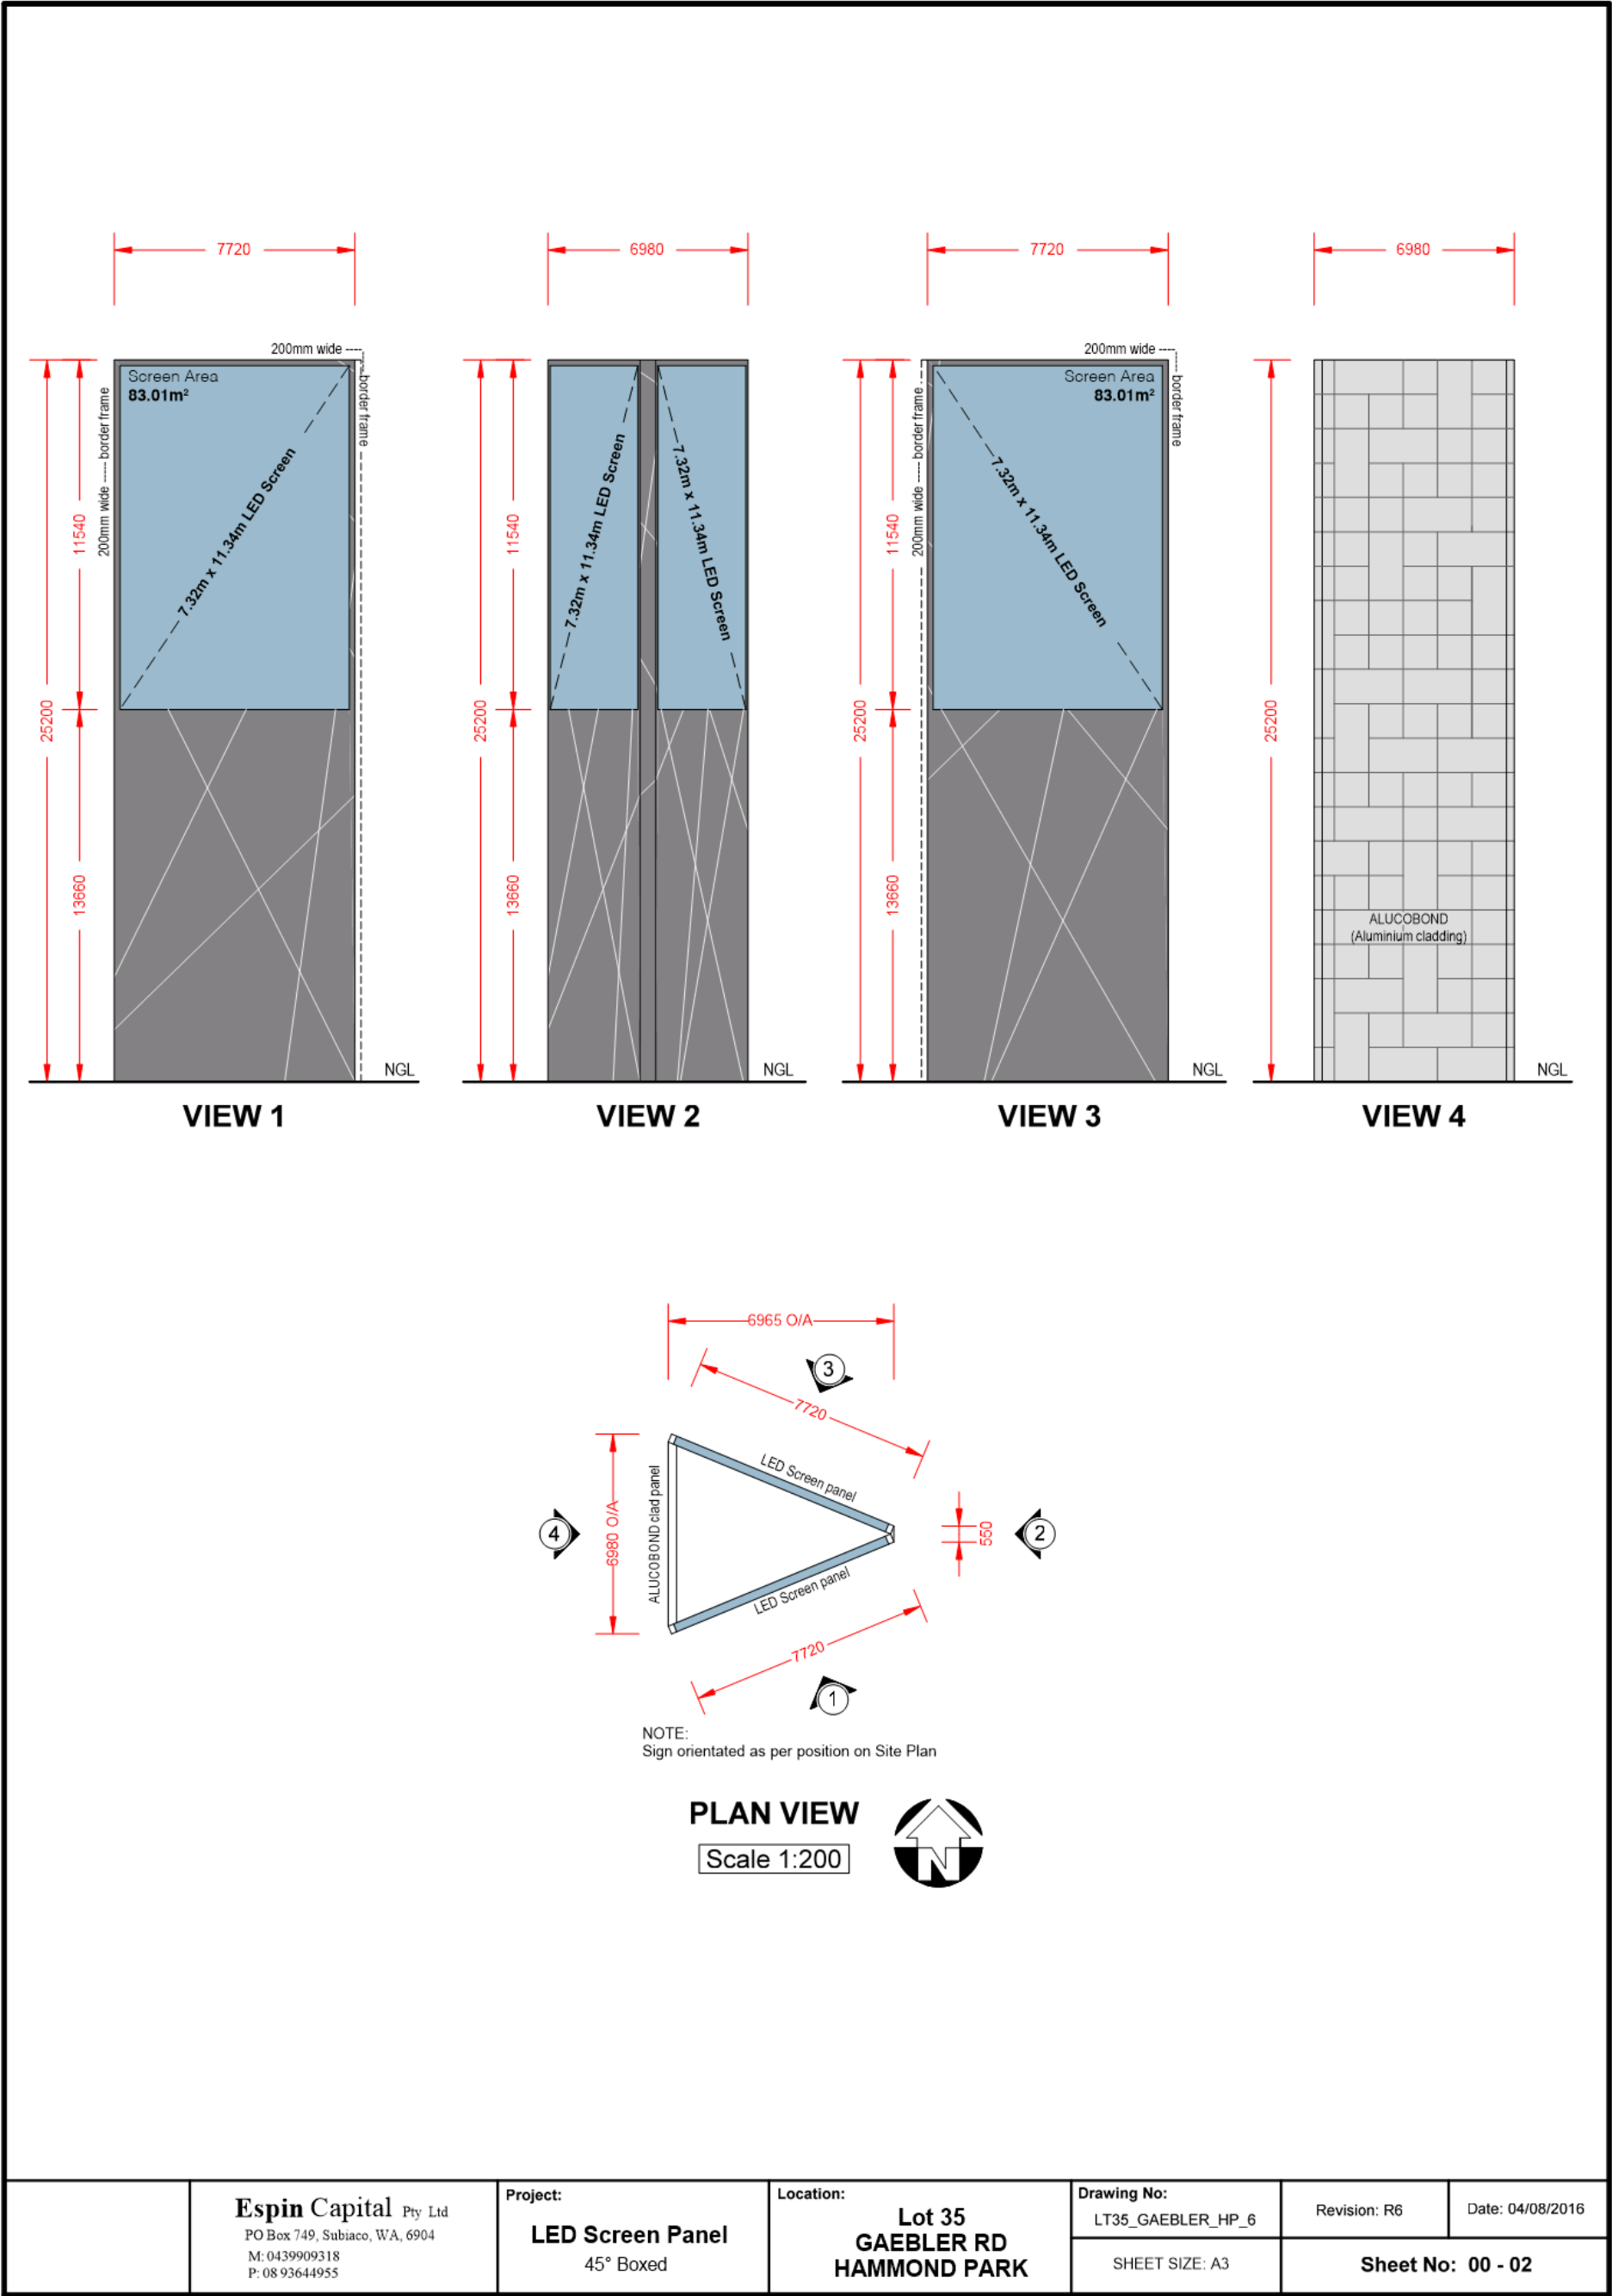 7720
6980
7720
6980
200mm wide ----
200mm wide ---- border frame
---- border frame
Screen Area
83.01m²
7.32m x 11.34m LED Screen
11540
25200
13660
NGL
VIEW 1
7.32m x 11.34m LED Screen
7.32m x 11.34m LED Screen
11540
25200
13660
NGL
VIEW 2
200mm wide ----
200mm wide ---- border frame
---- border frame
Screen Area
83.01m²
7.32m x 11.34m LED Screen
11540
25200
13660
NGL
VIEW 3
25200
ALUCOBOND
(Aluminium cladding)
NGL
VIEW 4
6965 O/A
3
7720
LED Screen panel
ALUCOBOND clad panel
6980 O/A
4
550
2
LED Screen panel
7720
1
NOTE:
Sign orientated as per position on Site Plan
PLAN VIEW
Scale 1:200
N
Espin Capital Pty Ltd
PO Box 749, Subiaco, WA, 6904
M: 0439909318
P: 08 93644955
Project:
LED Screen Panel
45° Boxed
Location:
Lot 35
GAEBLER RD
HAMMOND PARK
Drawing No:
LT35_GAEBLER_HP_6
SHEET SIZE: A3
Revision: R6
Date: 04/08/2016
Sheet No: 00 - 02